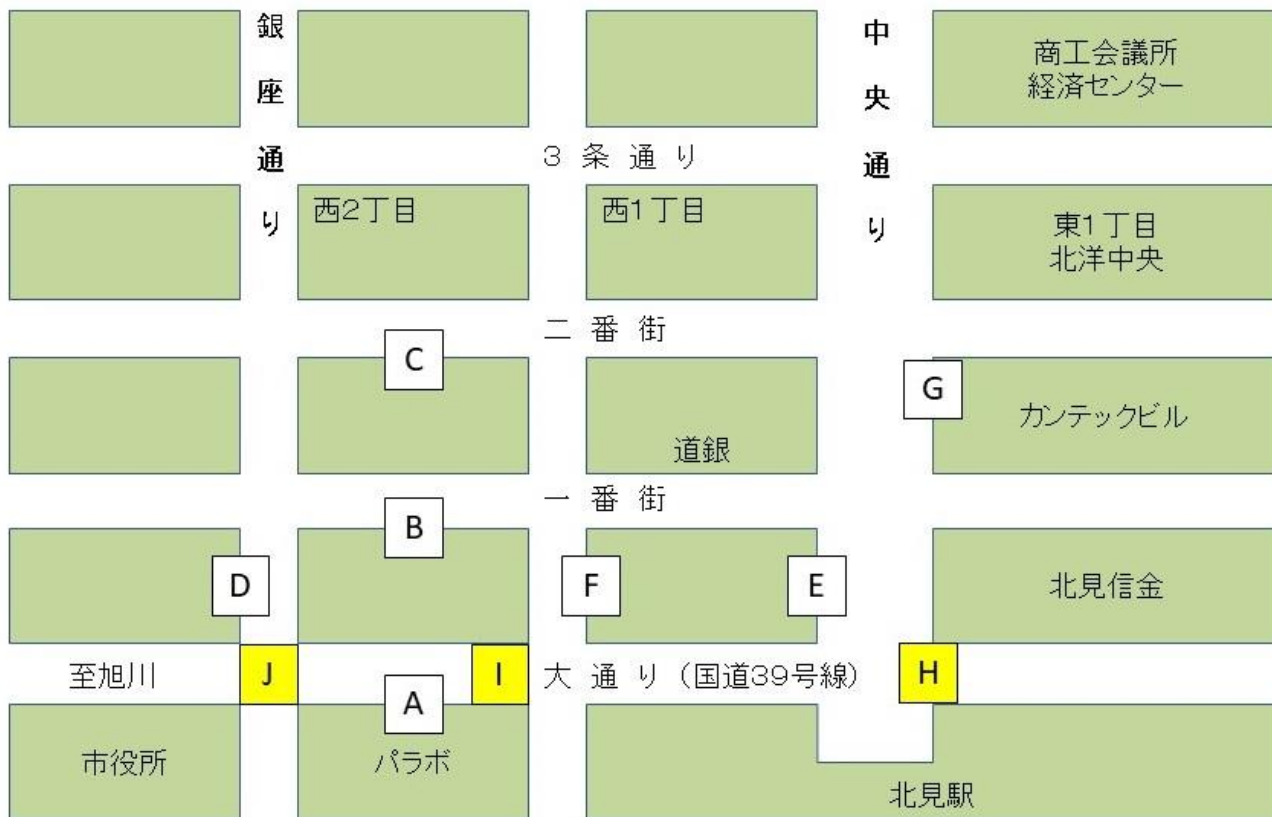 銀座通り
中央通り
商工会議所
経済センター
3条通り
西2丁目
西1丁目
東1丁目
北洋中央
二番街
C
G
カンテックビル
道銀
一番街
B
D
F
E
北見信金
至旭川
J
I
大通り(国道39号線)
H
A
市役所
パラボ
北見駅